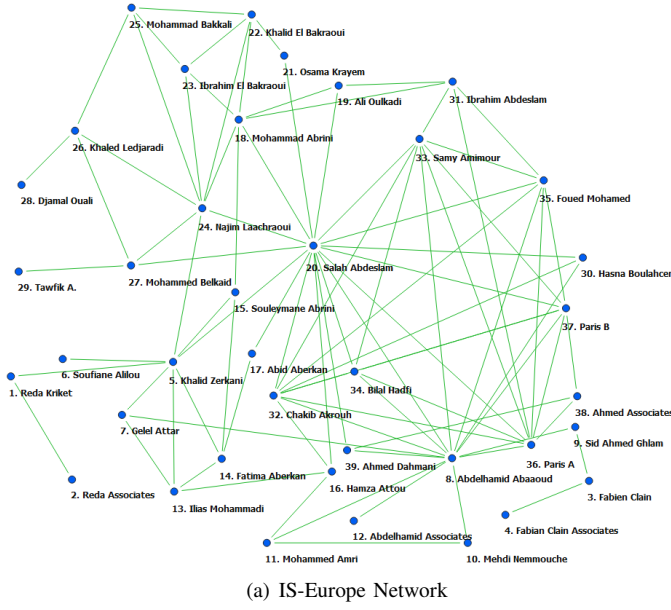 25. Mohammad Bakkali
22. Khalid El Bakraoui
21. Osama Krayem
23. Ibrahim El Bakraoui
19. Ali Oulkadi
31. Ibrahim Abdeslam
18. Mohammad Abrini
26. Khaled Ledjaradi
33. Samy Amimour
28. Djamal Ouali
35. Foued Mohamed
24. Najim Laachraoui
20. Salah Abdeslam
30. Hasna Boulahcen
29. Tawfik A.
27. Mohammed Belkaid
15. Souleymane Abrini
37. Paris B
17. Abid Aberkan
6. Soufiane Alilou
5. Khalid Zerkani
1. Reda Kriket
34. Bilal Hadfi
32. Chakib Akrouh
38. Ahmed Associates
7. Gelel Attar
9. Sid Ahmed Ghlam
36. Paris A
39. Ahmed Dahmani
14. Fatima Aberkan
8. Abdelhamid Abaaoud
16. Hamza Attou
2. Reda Associates
3. Fabien Clain
13. Ilias Mohammadi
4. Fabian Clain Associates
12. Abdelhamid Associates
11. Mohammed Amri
10. Mehdi Nemmouche
(a) IS-Europe Network